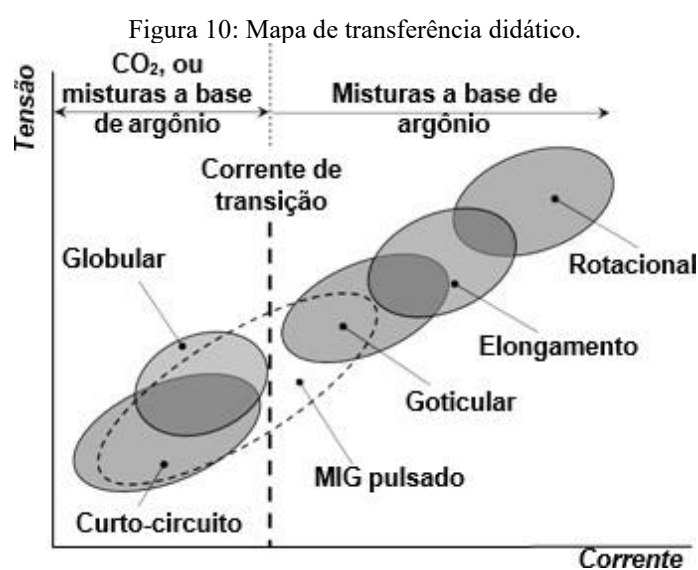 Figura 10: Mapa de transferência didático.
Tensão
CO₂, ou
misturas a base
de argônio
Misturas a base de
argônio
Corrente de
transição
Globular
Rotacional
Elongamento
Goticular
MIG pulsado
Curto-circuito
Corrente